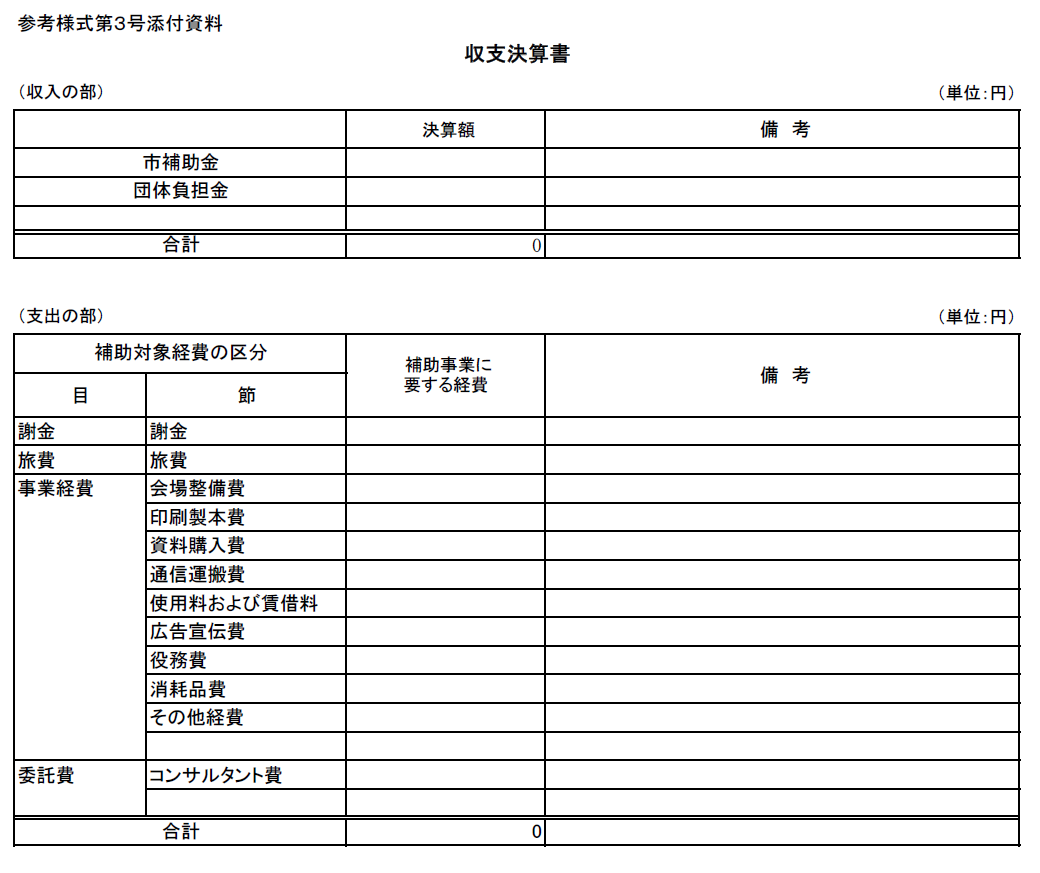 参考様式第3号添付資料
収支決算書
（収入の部）
（単位：円）
決算額 備 考
市補助金
団体負担金
合計 0
（支出の部）
（単位：円）
補助対象経費の区分
補助事業に
要する経費
備 考
目 節
謝金 謝金
旅費 旅費
事業経費 会場整備費
印刷製本費
資料購入費
通信運搬費
使用料および賃借料
広告宣伝費
役務費
消耗品費
その他経費
委託費 コンサルタント費
合計 0